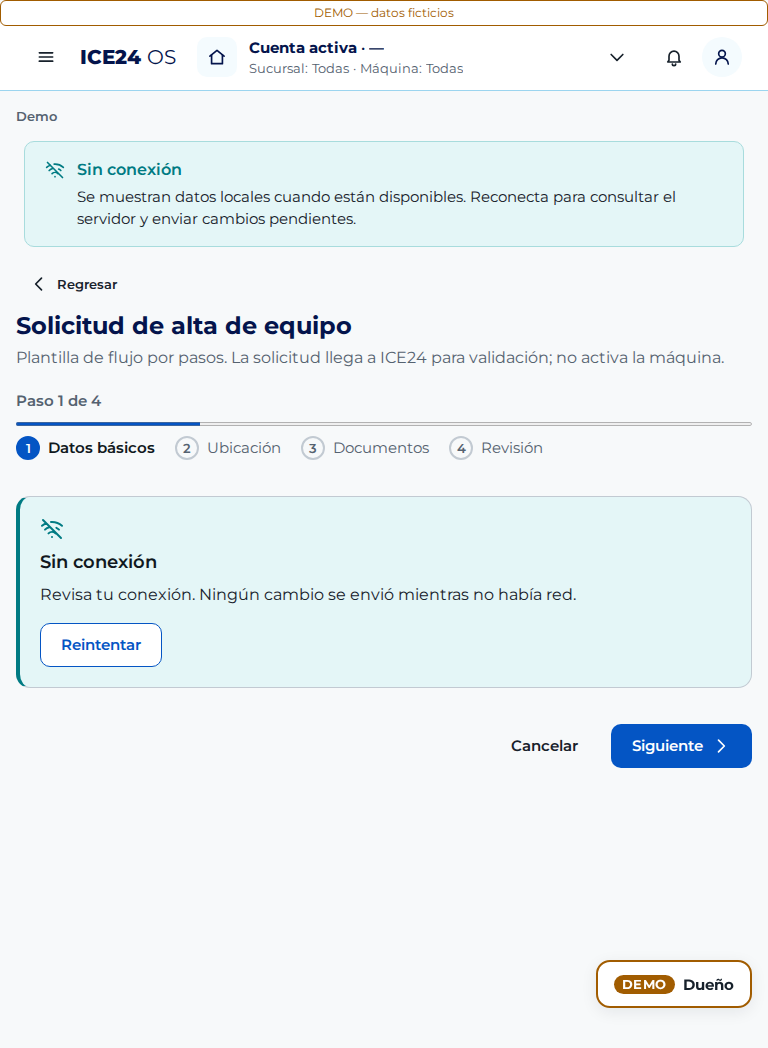 DEMO — datos ficticios
ICE24 OS
Cuenta activa · —
Sucursal: Todas · Máquina: Todas
Demo
Sin conexión
Se muestran datos locales cuando están disponibles. Reconecta para consultar el
servidor y enviar cambios pendientes.
Regresar
Solicitud de alta de equipo
Plantilla de flujo por pasos. La solicitud llega a ICE24 para validación; no activa la máquina.
Paso 1 de 4
1 Datos básicos 2 Ubicación 3 Documentos 4 Revisión
Sin conexión
Revisa tu conexión. Ningún cambio se envió mientras no había red.
Reintentar
Cancelar Siguiente
DEMO Dueño